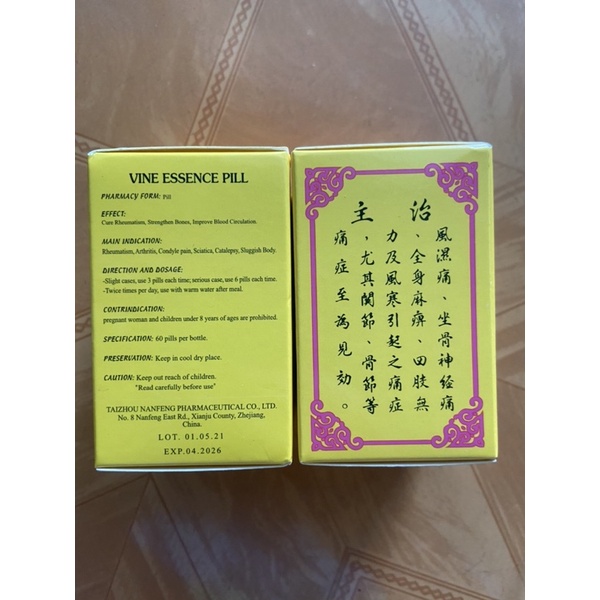 VINE ESSENCE PILL
PHARMACY FORM: Pill
EFFECT:
Cure Rheumatism, Strengthen Bones, Improve Blood Circulation.
MAIN INDICATION:
Rheumatism, Arthritis, Condyle pain, Sciatica, Catalopsy, Sluggish Body.
DIRECTION AND DOSAGE:
-Slight cases, use 3 pills each time; serious case, use 6 pills each time.
-Twice times per day, use with warm water after meal.
CONTRINDICATION:
pregnant woman and children under 8 years of ages are prohibited.
SPECIFICATION: 60 pills per bottle.
PRESERVATION: Keep in cool dry place.
CAUTION: Keep out reach of children.
"Read carefully before use"
TAIZHOU NANFENG PHARMACEUTICAL CO., LTD.
No. 8 Nanfeng East Rd., Xianju County, Zhejiang,
China.
LOT. 01.05.21
EXP.04.2026
主治
風濕痛、坐骨神經痛
、全身麻痹、四肢無
力及風寒引起之痛症
，尤其関節、骨節等
痛症至為見効。